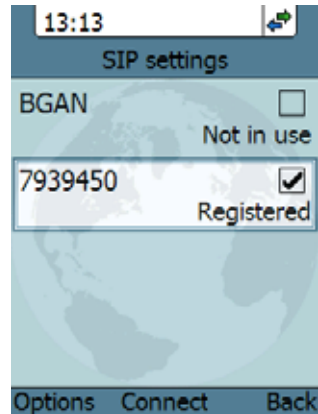 13:13
SIP settings
BGAN
Not in use
7939450
Registered
Options Connect Back